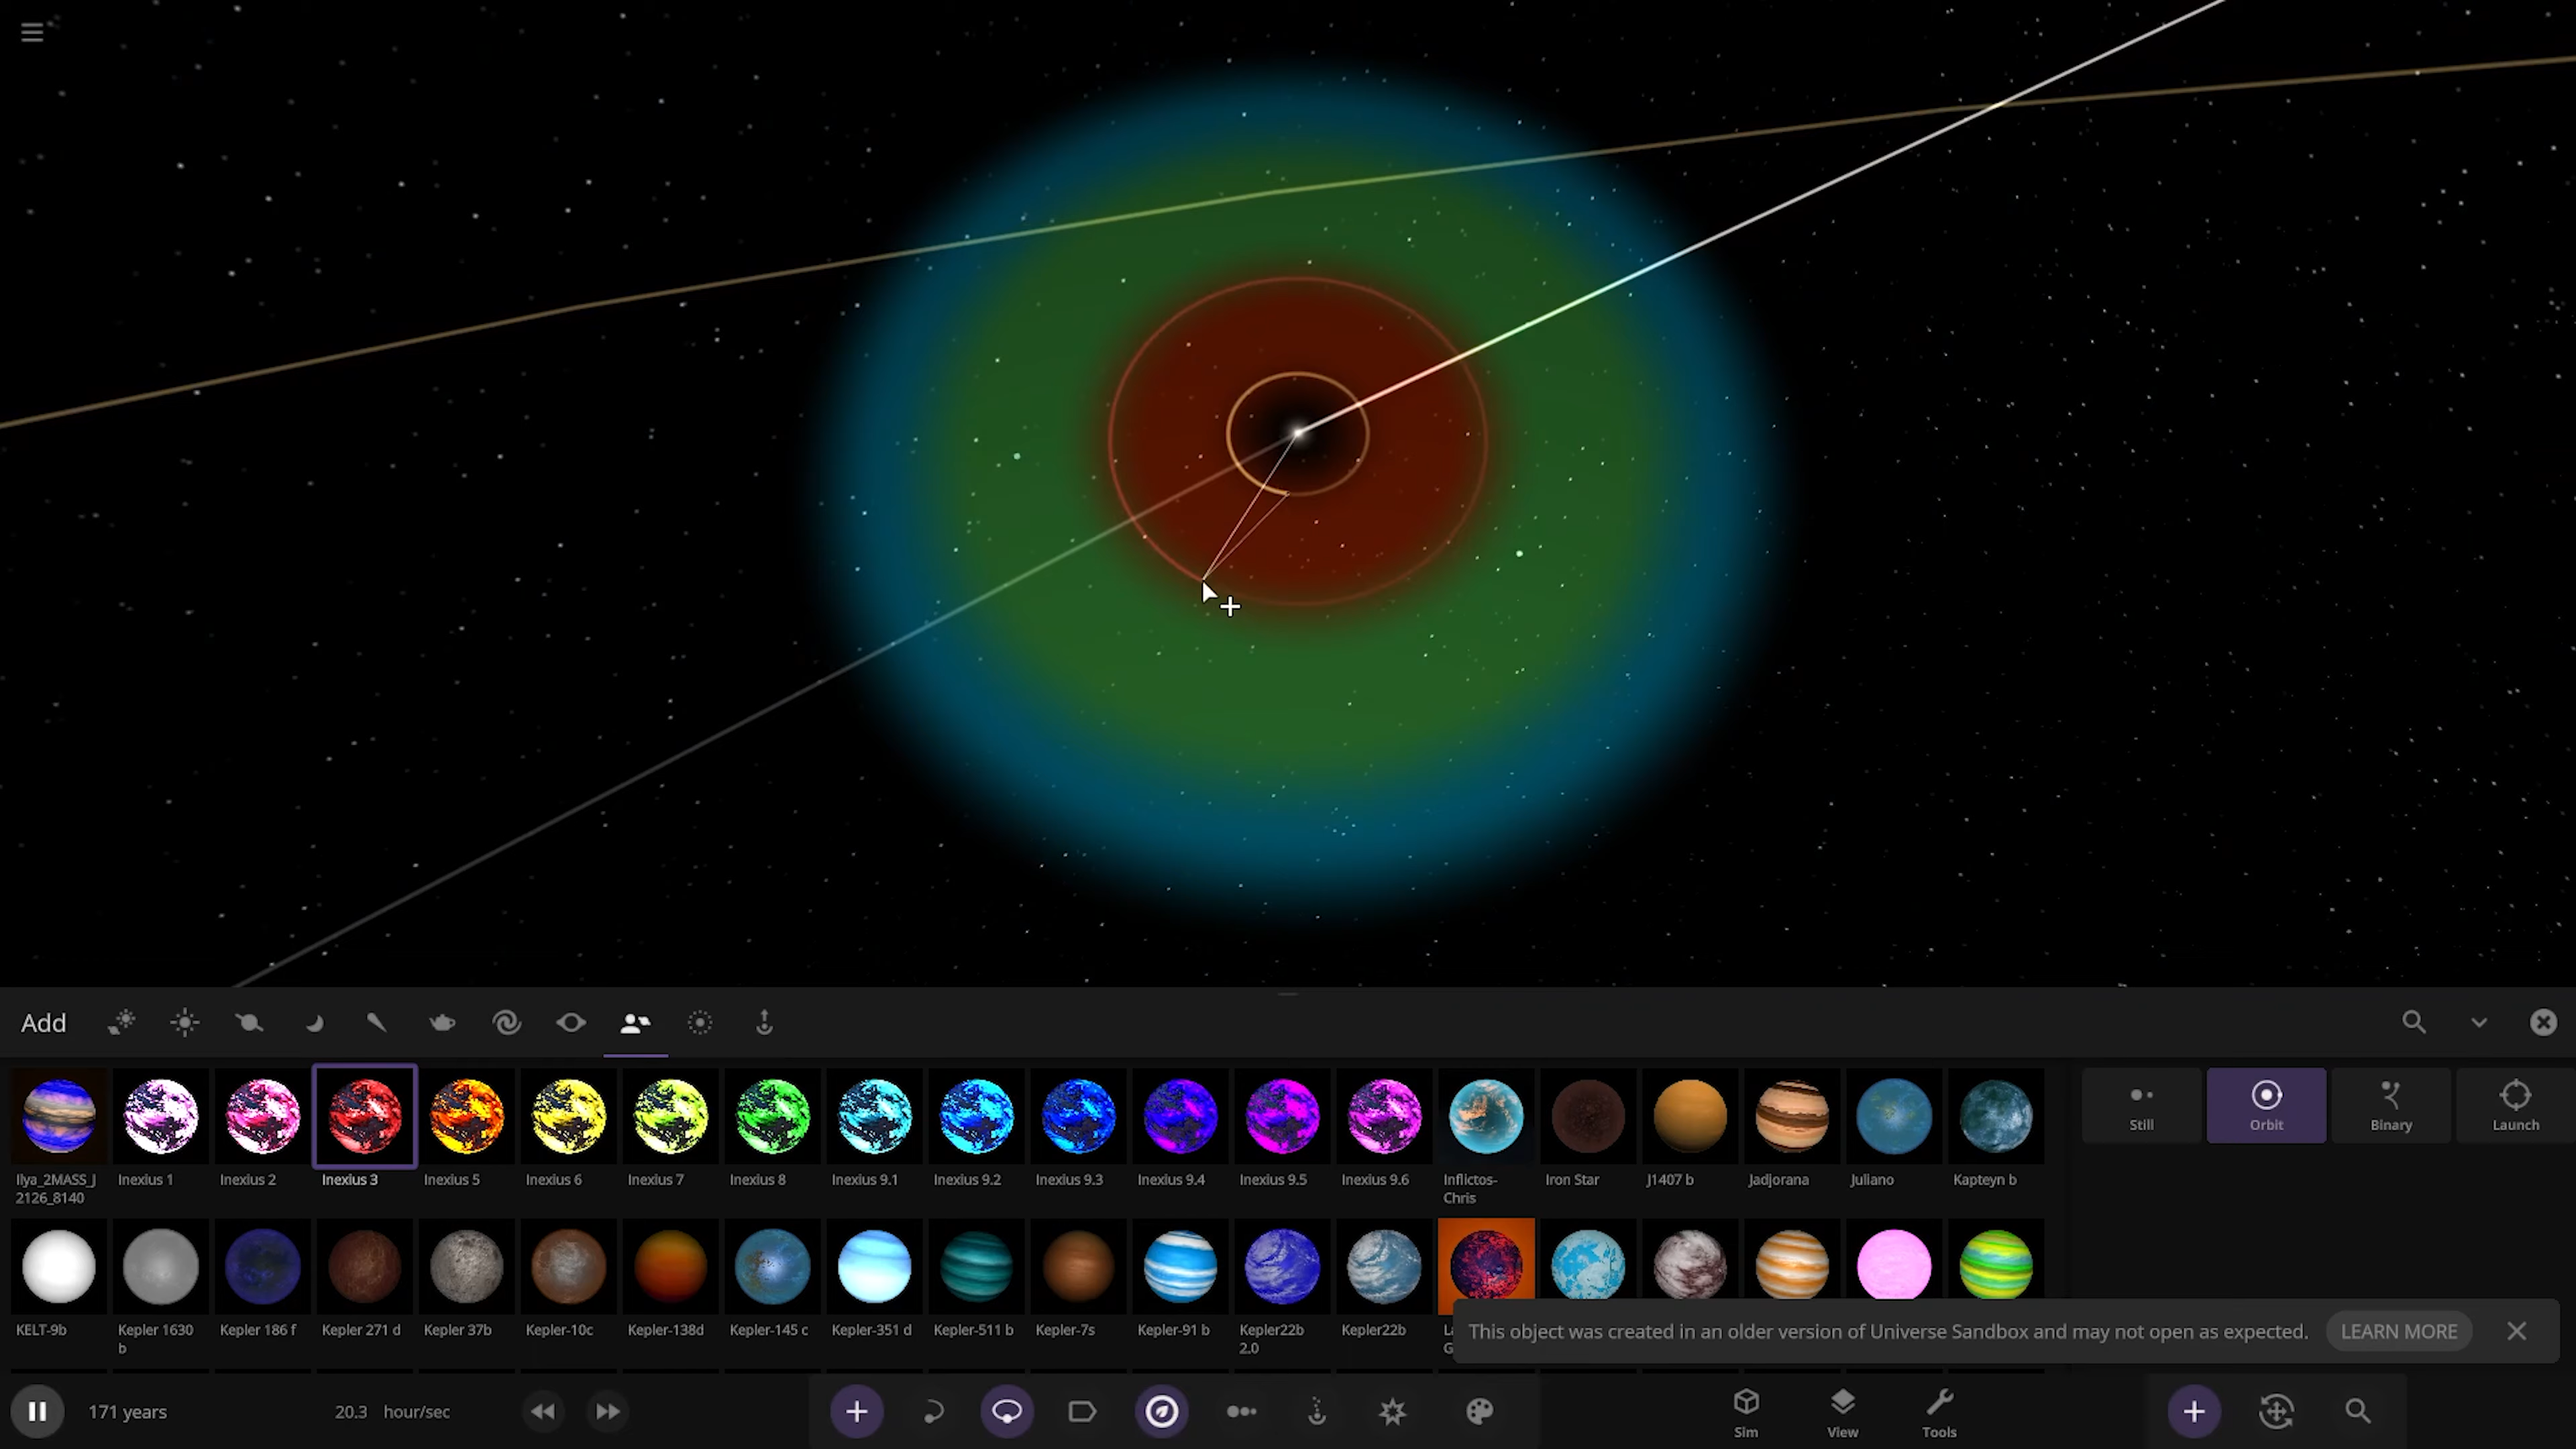 Add
Still
Orbit
Binary
Launch
Ilya_2MASS_J
2126_8140
Inexius 1
Inexius 2
Inexius 3
Inexius 5
Inexius 6
Inexius 7
Inexius 8
Inexius 9.1
Inexius 9.2
Inexius 9.3
Inexius 9.4
Inexius 9.5
Inexius 9.6
Inflictos-
Chris
Iron Star
J1407 b
Jadjorana
Juliano
Kapteyn b
KELT-9b
Kepler 1630
b
Kepler 186 f
Kepler 271 d
Kepler 37b
Kepler-10c
Kepler-138d
Kepler-145 c
Kepler-351 d
Kepler-511 b
Kepler-7s
Kepler-91 b
Kepler22b
2.0
Kepler22b
This object was created in an older version of Universe Sandbox and may not open as expected.
LEARN MORE
171 years
20.3 hour/sec
Sim
View
Tools